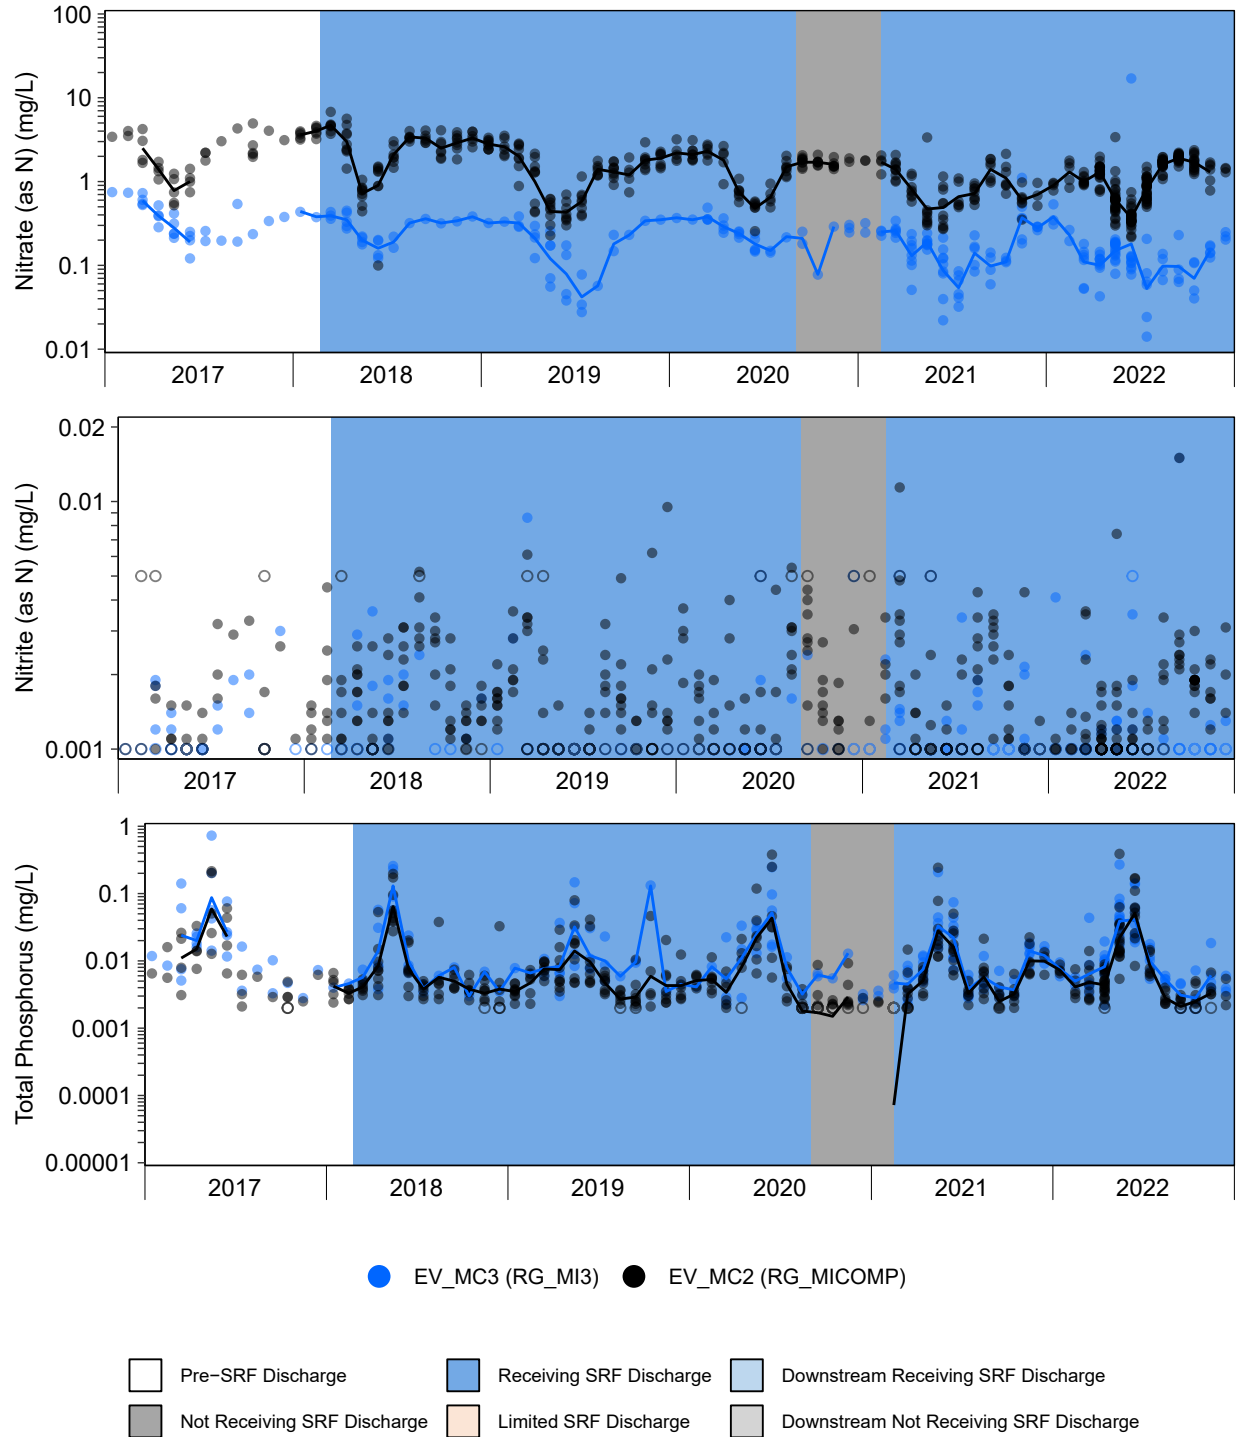 Nitrate (as N) (mg/L)
100
10
1
0.1
0.01
2017 2018 2019 2020 2021 2022
Nitrite (as N) (mg/L)
0.02
0.01
0.001
2017 2018 2019 2020 2021 2022
Total Phosphorus (mg/L)
1
0.1
0.01
0.001
0.0001
0.00001
2017 2018 2019 2020 2021 2022
EV_MC3 (RG_MI3) EV_MC2 (RG_MICOMP)
Pre−SRF Discharge Receiving SRF Discharge Downstream Receiving SRF Discharge
Not Receiving SRF Discharge Limited SRF Discharge Downstream Not Receiving SRF Discharge